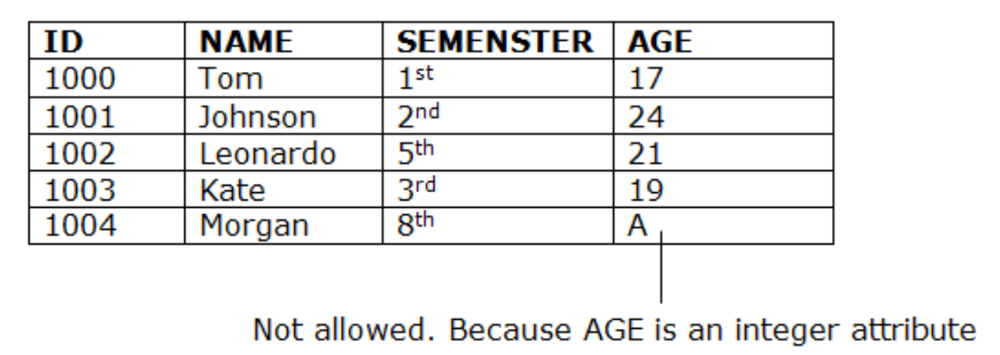 ID NAME SEMENSTER AGE
1000 Tom 1st 17
1001 Johnson 2nd 24
1002 Leonardo 5th 21
1003 Kate 3rd 19
1004 Morgan 8th A
Not allowed. Because AGE is an integer attribute